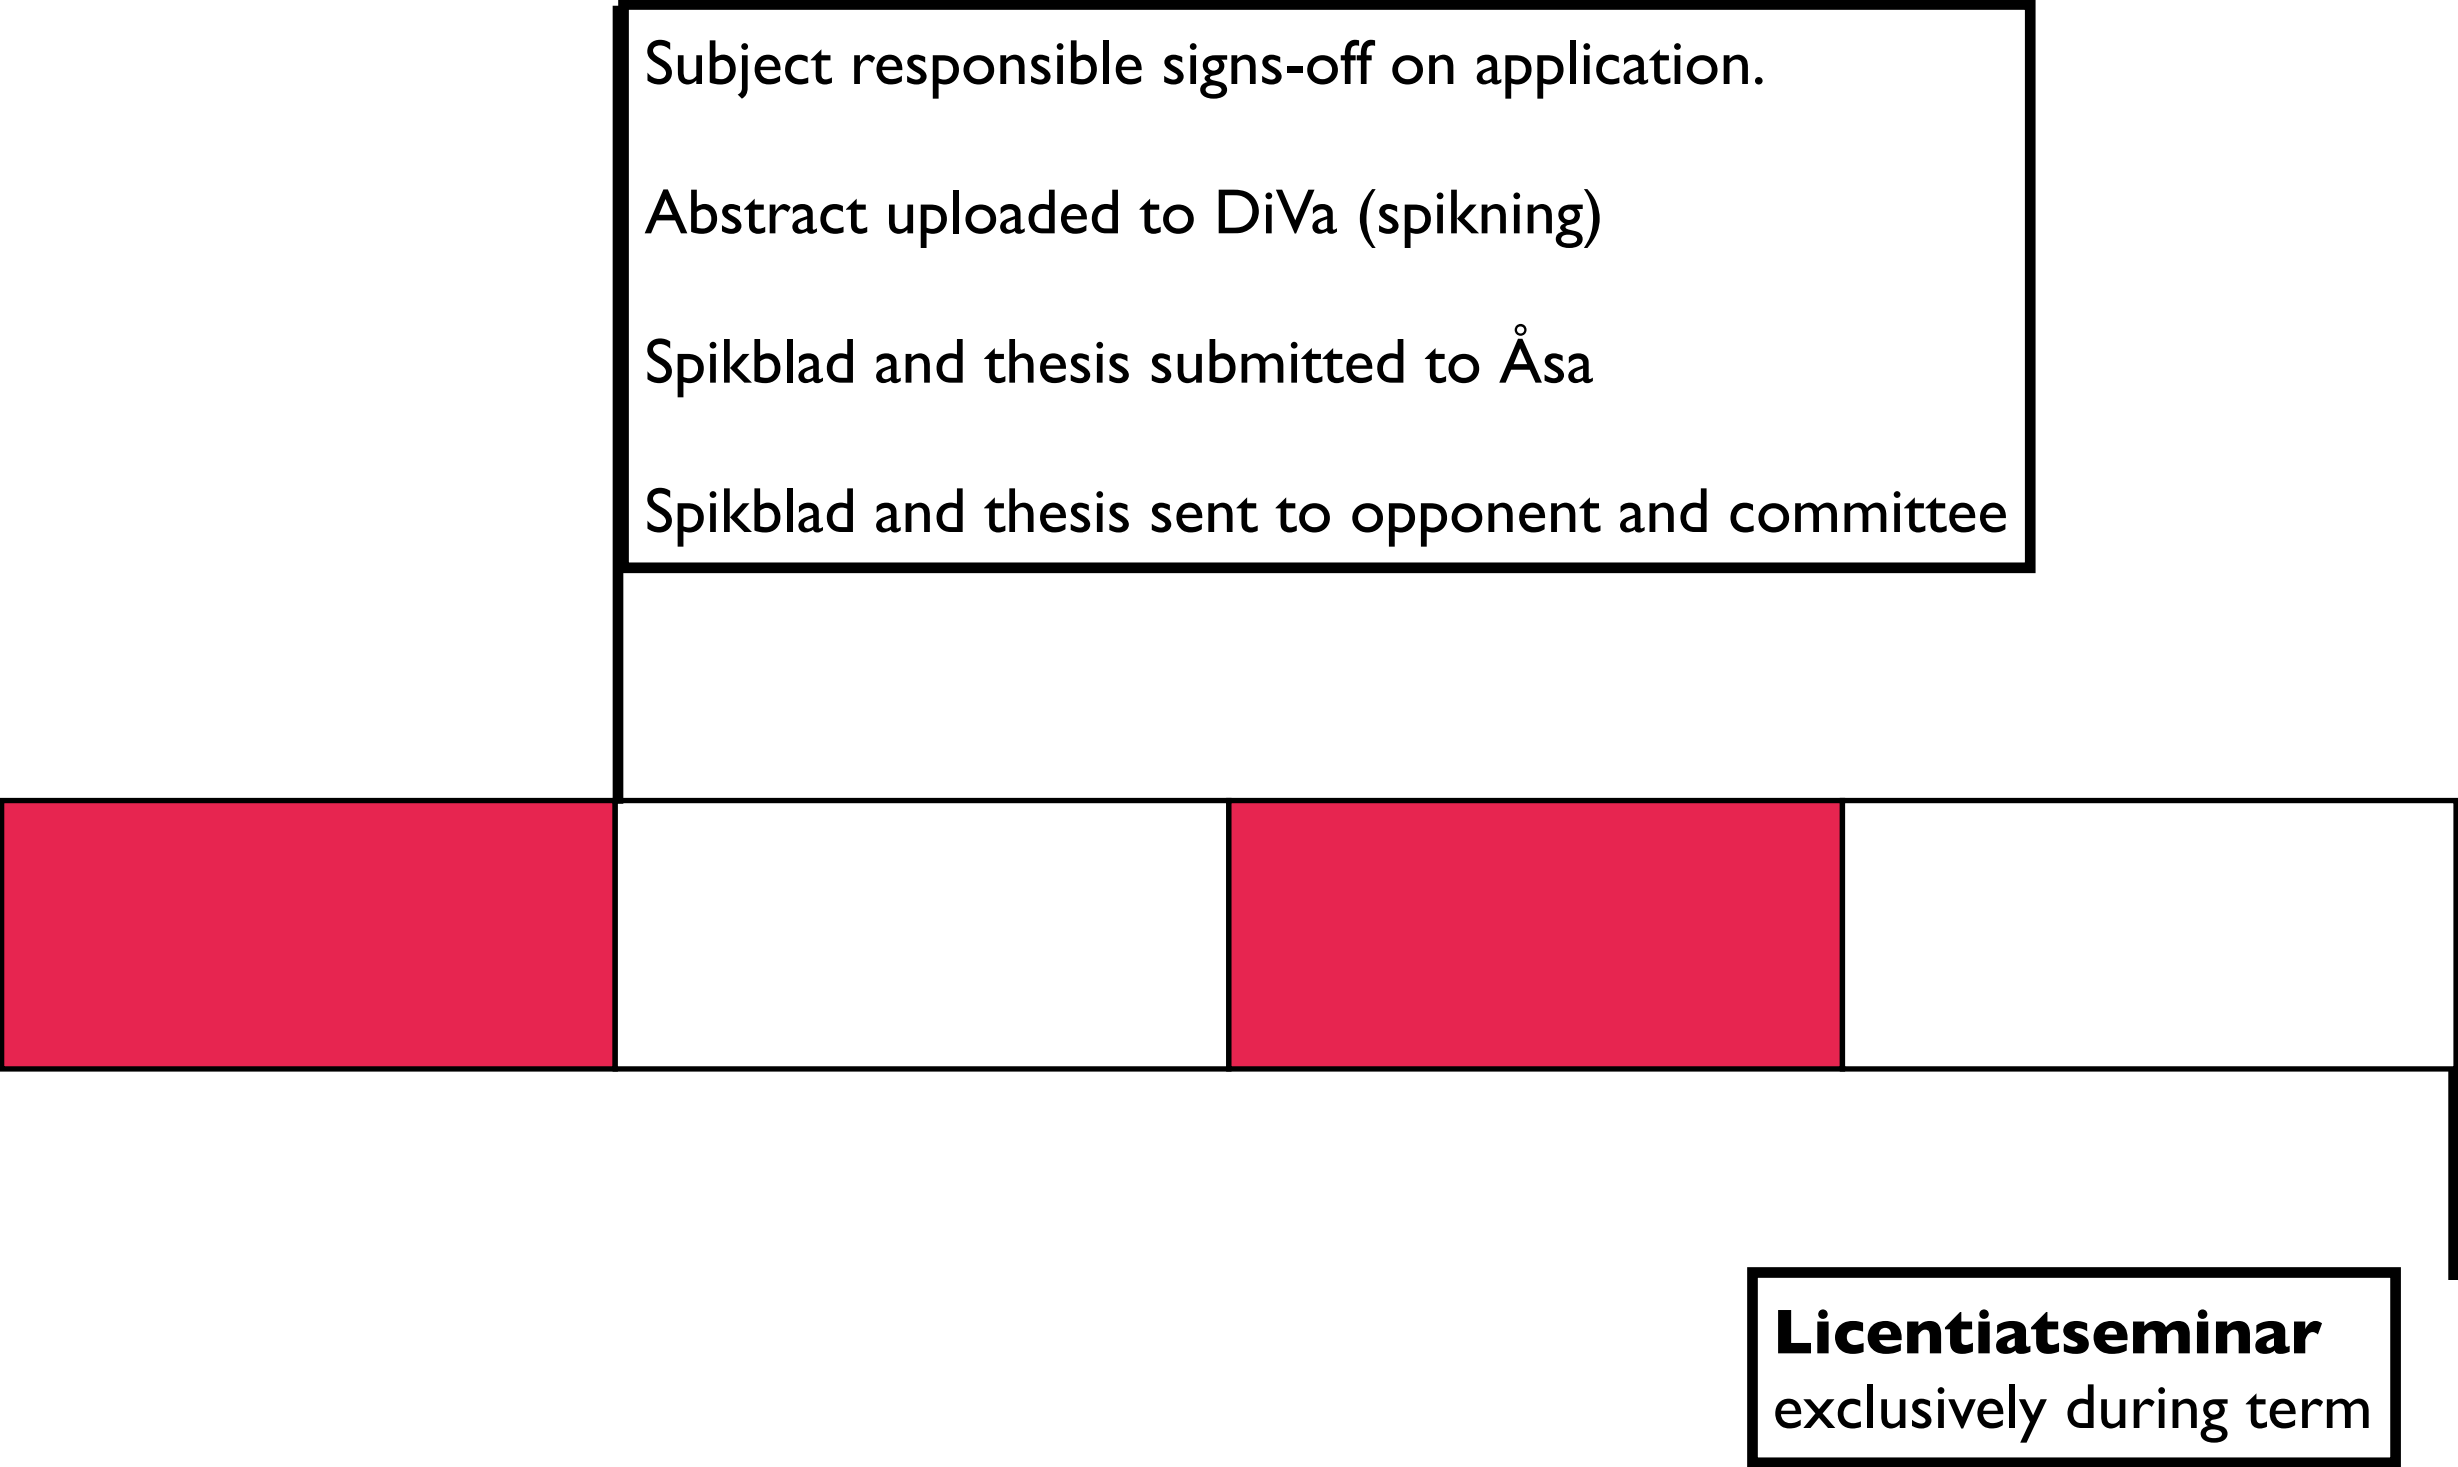 Subject responsible signs-off on application.
Abstract uploaded to DiVa (spikning)
Spikblad and thesis submitted to Åsa
Spikblad and thesis sent to opponent and committee
Licentiatseminar
exclusively during term